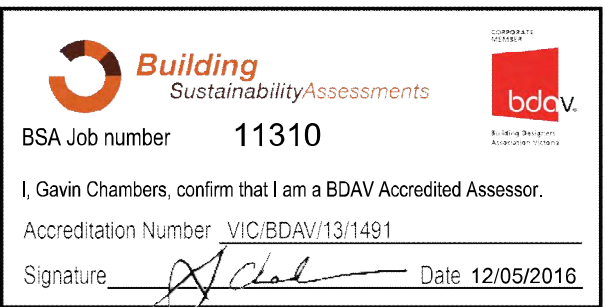 CORPORATE
MEMBER
Building
SustainabilityAssessments
bdav.
BSA Job number 11310
Building Designers
Association Victoria
I, Gavin Chambers, confirm that I am a BDAV Accredited Assessor.
Accreditation Number VIC/BDAV/13/1491
Signature Date 12/05/2016